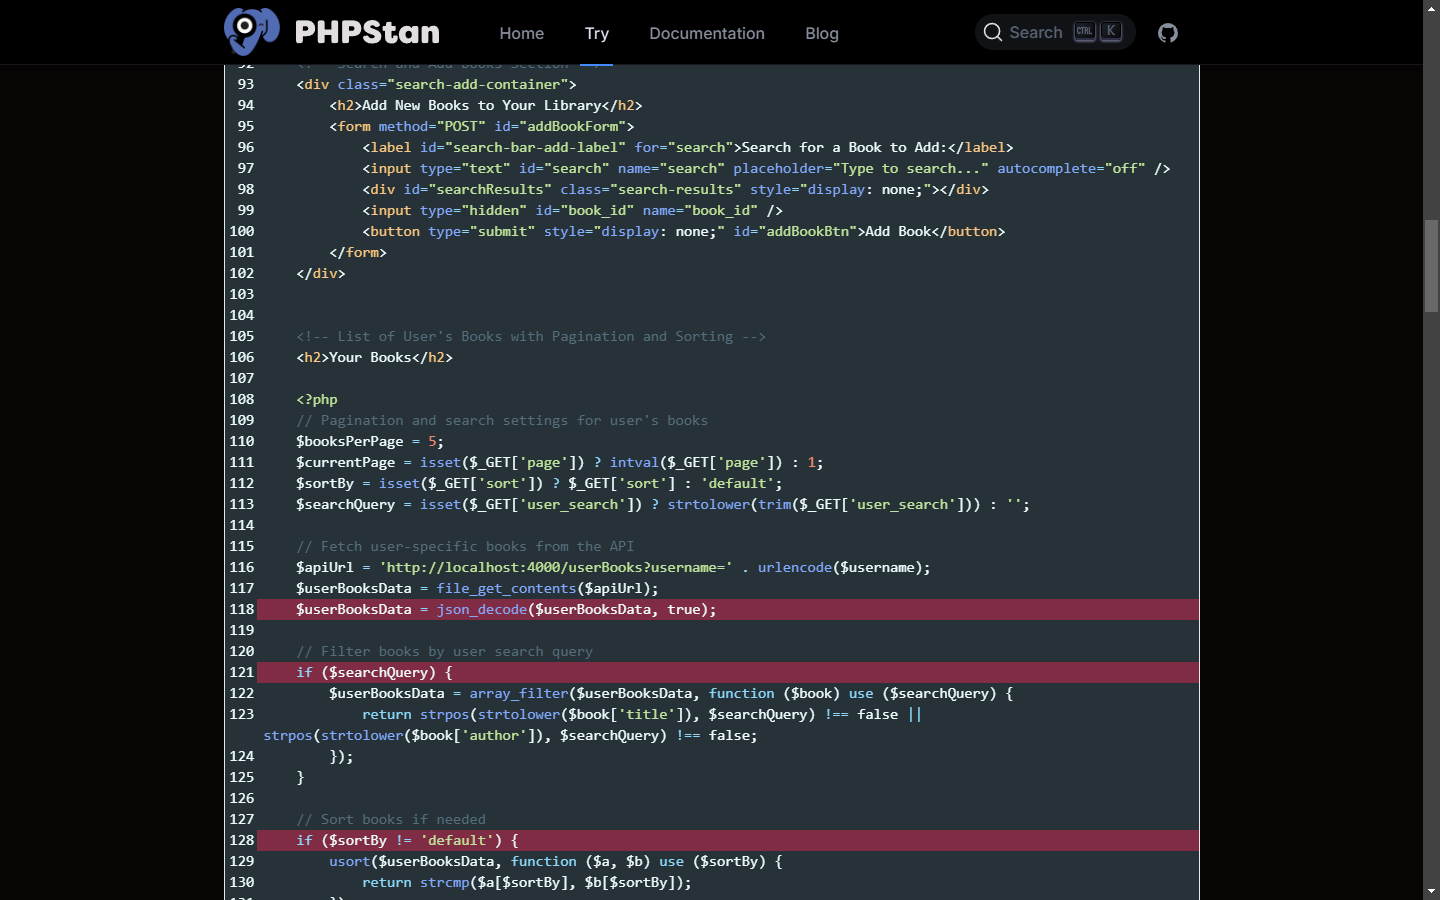 PHPStan
Home Try Documentation Blog Search CTRL K
92 <!-- Search and Add Books Section -->
93 <div class="search-add-container">
94 <h2>Add New Books to Your Library</h2>
95 <form method="POST" id="addBookForm">
96 <label id="search-bar-add-label" for="search">Search for a Book to Add:</label>
97 <input type="text" id="search" name="search" placeholder="Type to search..." autocomplete="off" />
98 <div id="searchResults" class="search-results" style="display: none;"></div>
99 <input type="hidden" id="book_id" name="book_id" />
100 <button type="submit" style="display: none;" id="addBookBtn">Add Book</button>
101 </form>
102 </div>
103
104
105 <!-- List of User's Books with Pagination and Sorting -->
106 <h2>Your Books</h2>
107
108 <?php
109 // Pagination and search settings for user's books
110 $booksPerPage = 5;
111 $currentPage = isset($_GET['page']) ? intval($_GET['page']) : 1;
112 $sortBy = isset($_GET['sort']) ? $_GET['sort'] : 'default';
113 $searchQuery = isset($_GET['user_search']) ? strtolower(trim($_GET['user_search'])) : '';
114
115 // Fetch user-specific books from the API
116 $apiUrl = 'http://localhost:4000/userBooks?username=' . urlencode($username);
117 $userBooksData = file_get_contents($apiUrl);
118 $userBooksData = json_decode($userBooksData, true);
119
120 // Filter books by user search query
121 if ($searchQuery) {
122 $userBooksData = array_filter($userBooksData, function ($book) use ($searchQuery) {
123 return strpos(strtolower($book['title']), $searchQuery) !== false ||
strpos(strtolower($book['author']), $searchQuery) !== false;
124 });
125 }
126
127 // Sort books if needed
128 if ($sortBy != 'default') {
129 usort($userBooksData, function ($a, $b) use ($sortBy) {
130 return strcmp($a[$sortBy], $b[$sortBy]);